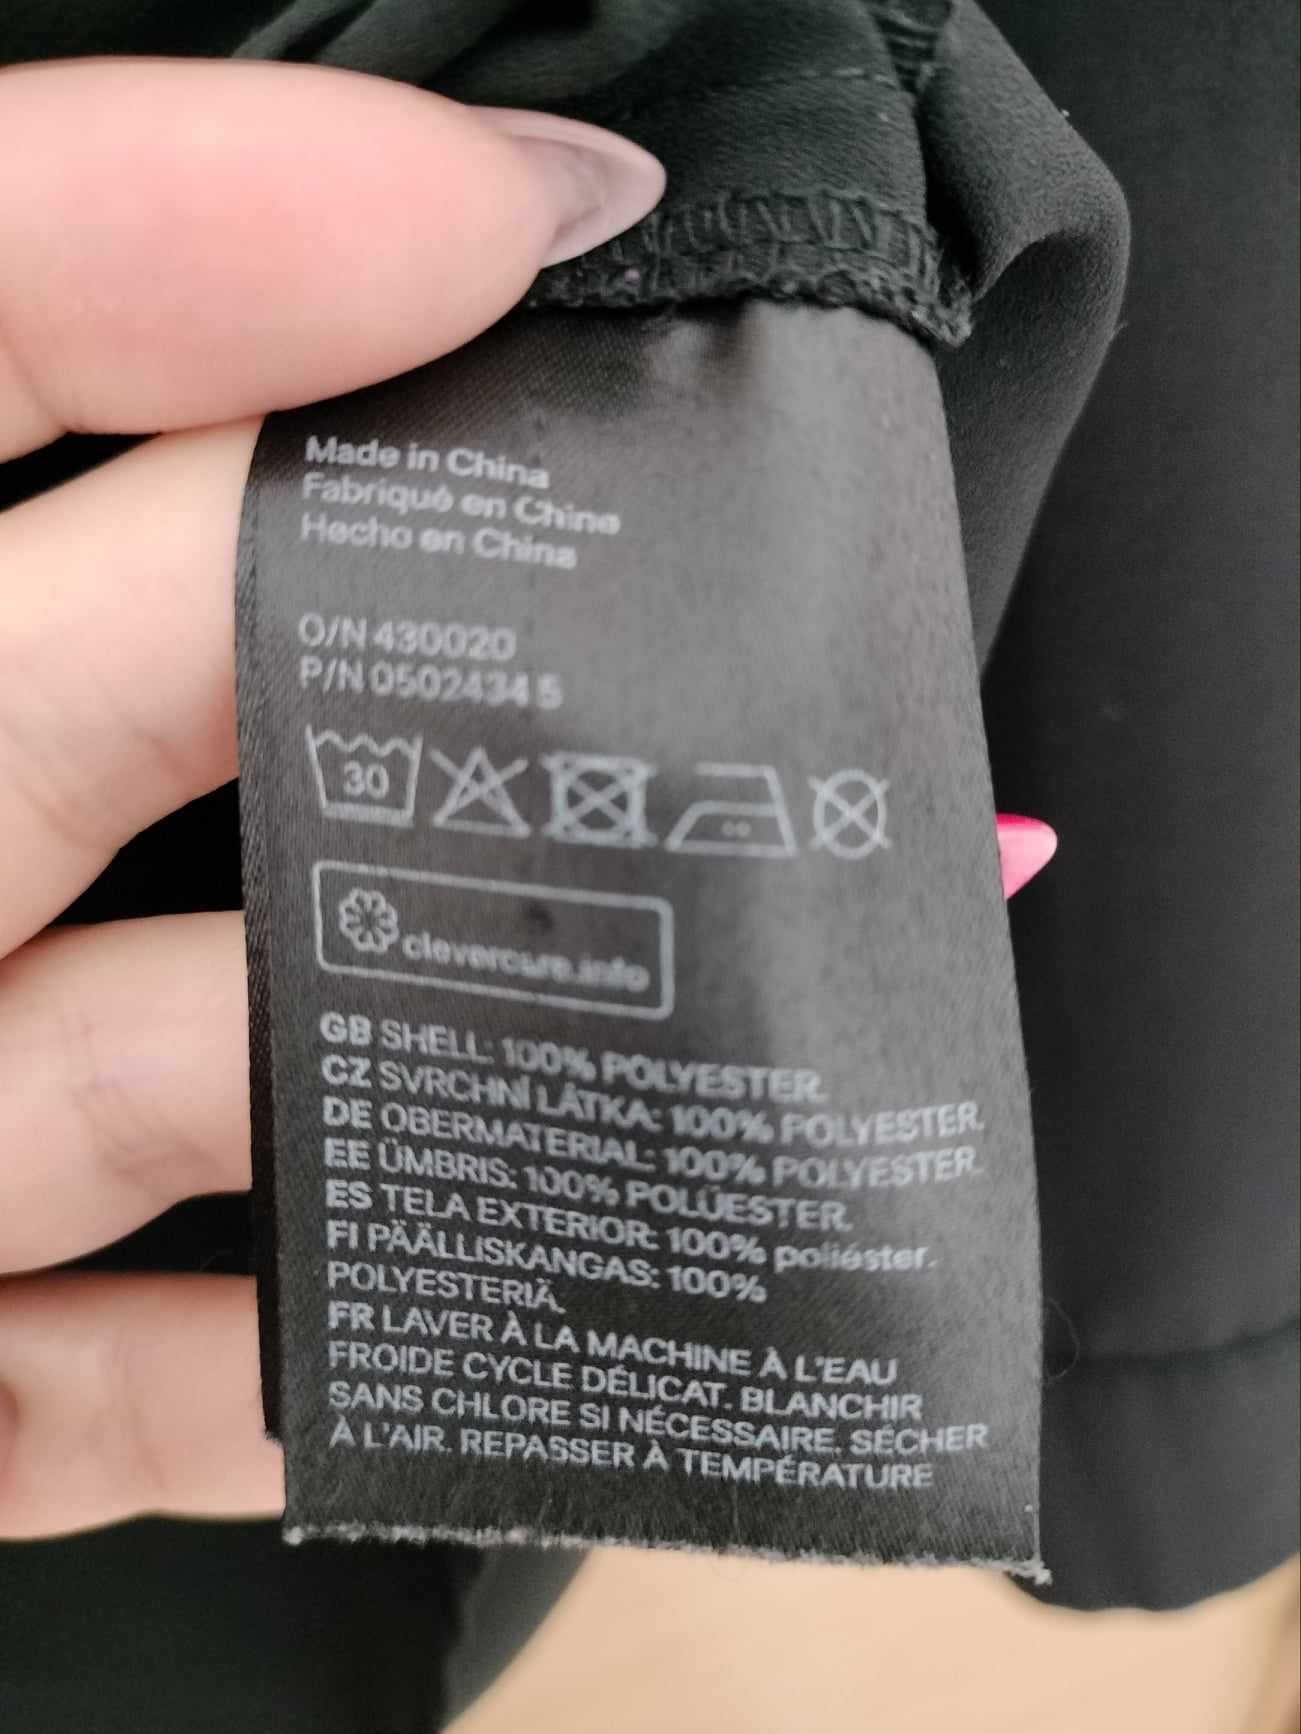 Made in China
Fabriqué en Chine
Hecho en China
O/N 430020
P/N 0502434 5
30
clevercare.info
GB SHELL: 100% POLYESTER.
CZ SVRCHNÍ LÁTKA: 100% POLYESTER.
DE OBERMATERIAL: 100% POLYESTER.
EE ÜMBRIS: 100% POLÜESTER.
ES TELA EXTERIOR: 100% poliéster.
FI PÄÄLLISKANGAS: 100%
POLYESTERIÄ.
FR LAVER À LA MACHINE À L'EAU
FROIDE CYCLE DÉLICAT. BLANCHIR
SANS CHLORE SI NÉCESSAIRE. SÉCHER
À L'AIR. REPASSER À TEMPÉRATURE